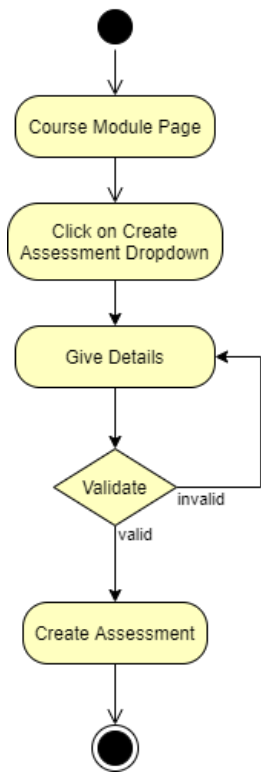 Course Module Page
Click on Create
Assessment Dropdown
Give Details
Validate
invalid
valid
Create Assessment